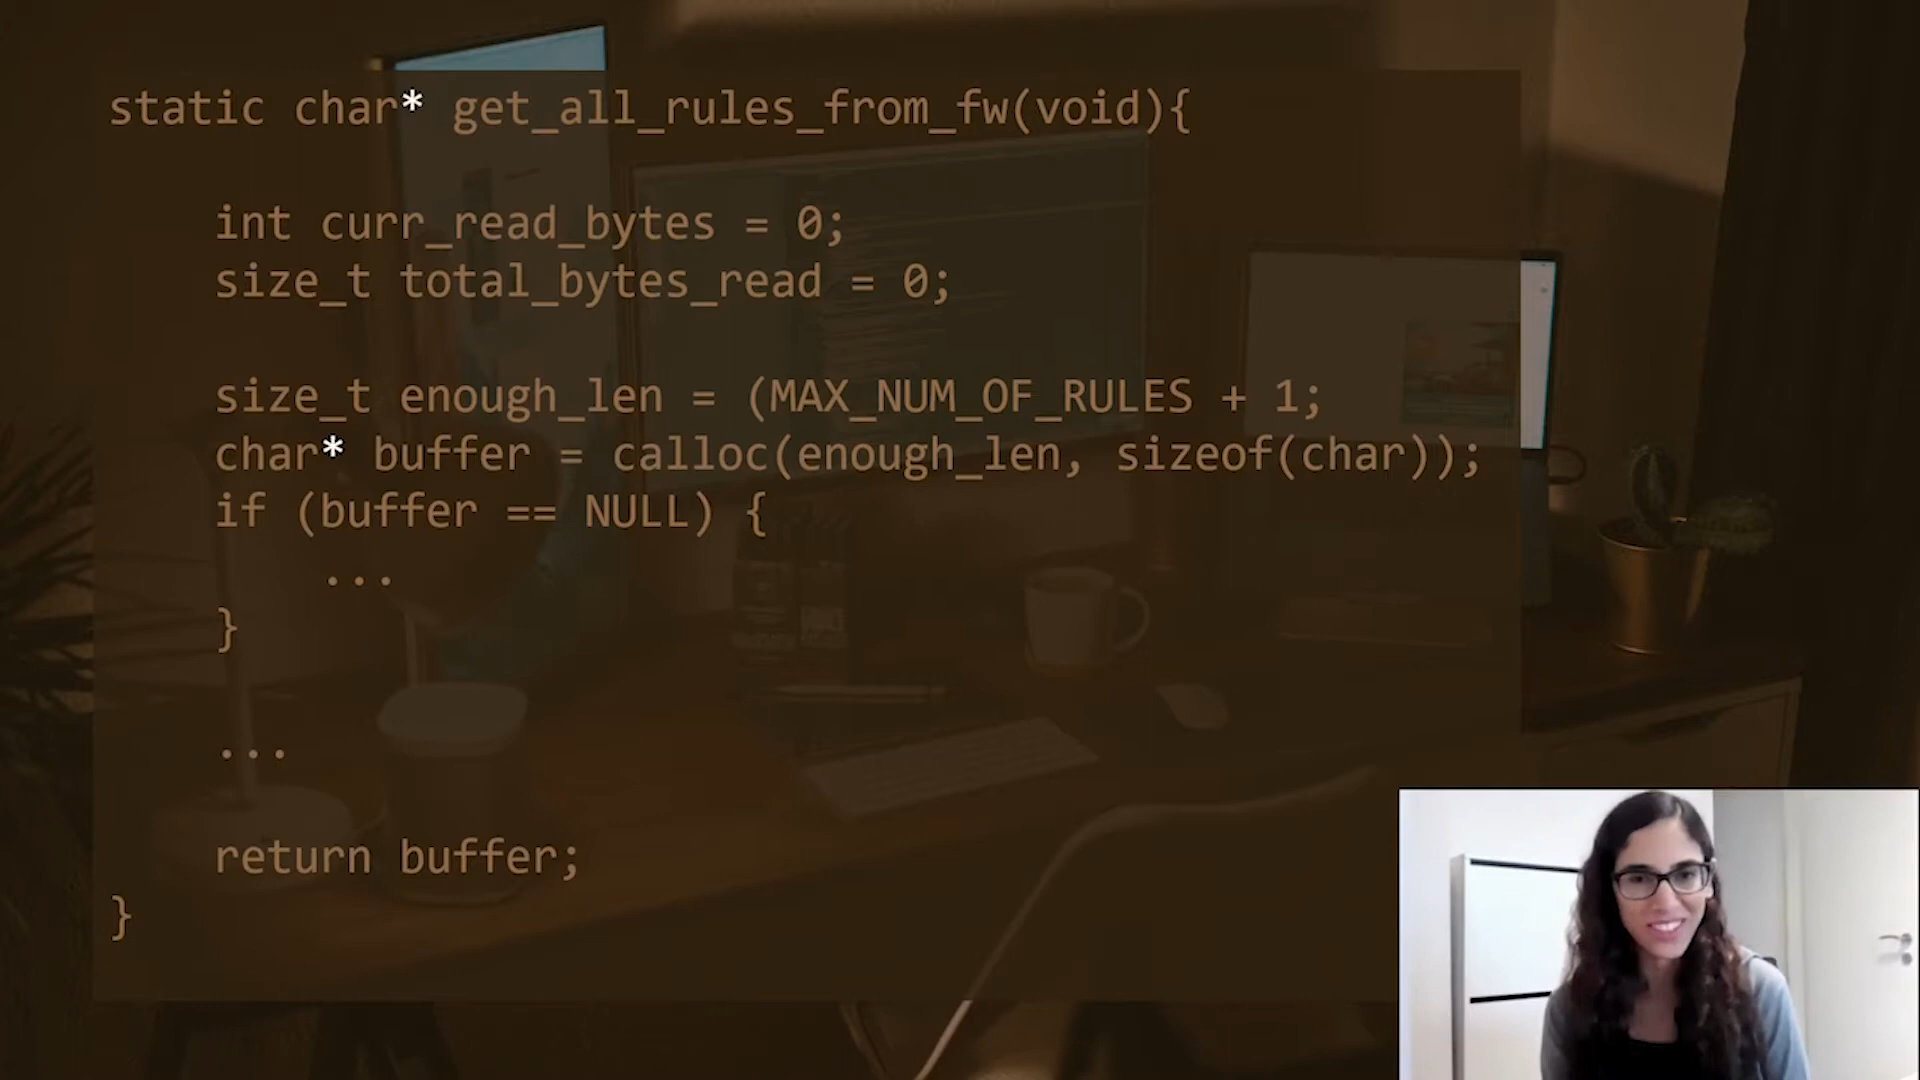 static char* get_all_rules_from_fw(void){
int curr_read_bytes = 0;
size_t total_bytes_read = 0;
size_t enough_len = (MAX_NUM_OF_RULES + 1;
char* buffer = calloc(enough_len, sizeof(char));
if (buffer == NULL) {
...
}
...
return buffer;
}